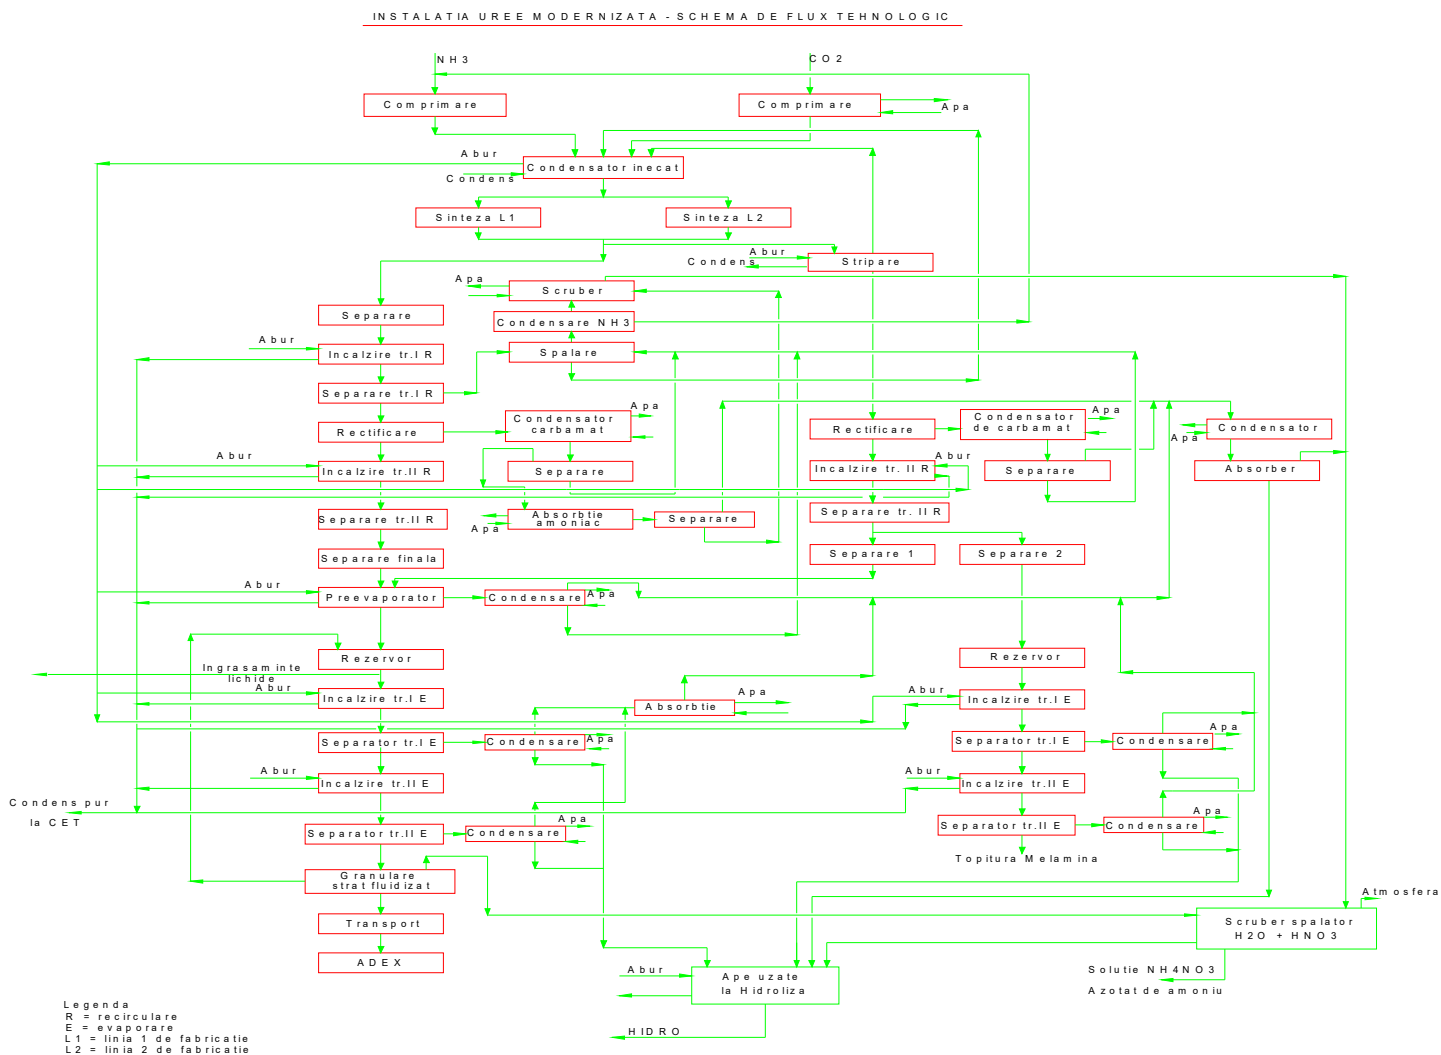 INSTALATIA UREE MODERNIZATA - SCHEMA DE FLUX TEHNOLOGIC
NH3
CO2
Comprimare
Comprimare
Apa
Abur
Condensator inecat
Condens
Sinteza L1
Sinteza L2
Abur
Condens
Stripare
Apa
Scruber
Separare
Condensare NH3
Abur
Incalzire tr.I R
Spalare
Separare tr.I R
Apa
Condensator
carbamat
Rectificare
Apa
Condensator
de carbamat
Rectificare
Condensator
Apa
Abur
Incalzire tr.II R
Separare
Abur
Incalzire tr. II R
Separare
Absorber
Separare tr.II R
Absorbtie
amoniac
Apa
Separare
Separare tr. II R
Separare finala
Separare 1
Separare 2
Abur
Preevaporator
Condensare
Apa
Rezervor
Rezervor
Ingrasaminte
lichide
Abur
Incalzire tr.I E
Apa
Absorbtie
Abur
Incalzire tr.I E
Separator tr.I E
Condensare
Apa
Separator tr.I E
Condensare
Apa
Abur
Incalzire tr.II E
Abur
Incalzire tr.II E
Condens pur
la CET
Separator tr.II E
Condensare
Apa
Separator tr.II E
Condensare
Apa
Topitura Melamina
Granulare
strat fluidizat
Atmosfera
Transport
Scruber spalator
H2O + HNO3
ADEX
Abur
Ape uzate
la Hidroliza
Solutie NH4NO3
Azotat de amoniu
HIDRO
Legenda
R = recirculare
E = evaporare
L1 = linia 1 de fabricatie
L2 = linia 2 de fabricatie